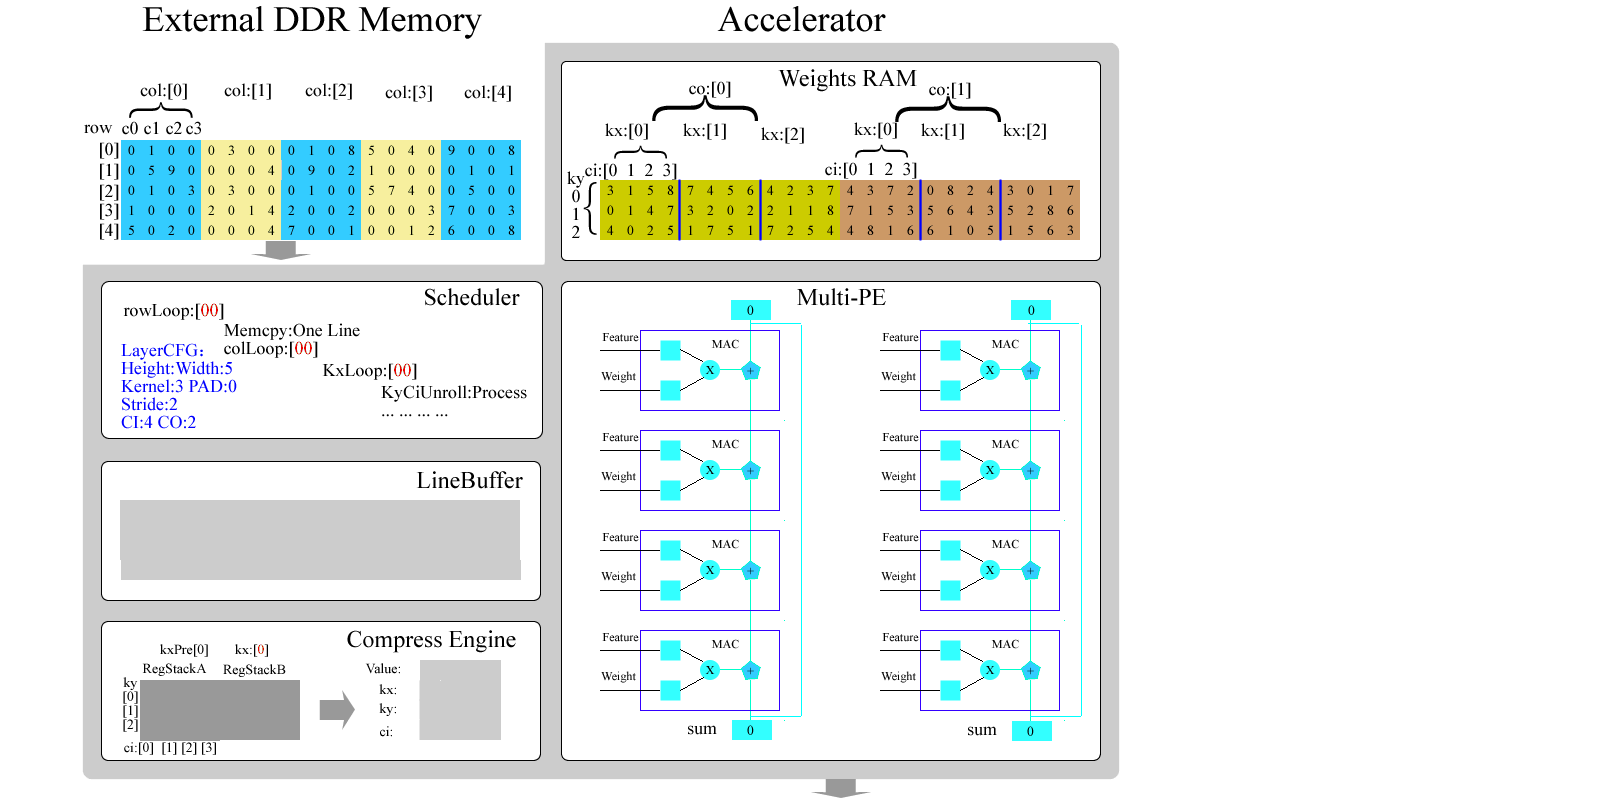 External DDR Memory
Accelerator
col:[0] col:[1] col:[2] col:[3] col:[4]
row c0 c1 c2 c3
[0] 0 1 0 0 0 3 0 0 0 1 0 8 5 0 4 0 9 0 0 8
[1] 0 5 9 0 0 0 0 4 0 9 0 2 1 0 0 0 0 1 0 1
[2] 0 1 0 3 0 3 0 0 0 1 0 0 5 7 4 0 0 5 0 0
[3] 1 0 0 0 2 0 1 4 2 0 0 2 0 0 0 3 7 0 0 3
[4] 5 0 2 0 0 0 0 4 7 0 0 1 0 0 1 2 6 0 0 8
Weights RAM
co:[0] co:[1]
kx:[0] kx:[1] kx:[2] kx:[0] kx:[1] kx:[2]
ky ci:[0 1 2 3] ci:[0 1 2 3]
0 3 1 5 8 7 4 5 6 4 2 3 7 4 3 7 2 0 8 2 4 3 0 1 7
1 0 1 4 7 3 2 0 2 2 1 1 8 7 1 5 3 5 6 4 3 5 2 8 6
2 4 0 2 5 1 7 5 1 7 2 5 4 4 8 1 6 6 1 0 5 1 5 6 3
Scheduler
rowLoop:[00]
Memcpy:One Line
colLoop:[00]
KxLoop:[00]
KyCiUnroll:Process
... ... ... ...
LayerCFG:
Height:Width:5
Kernel:3 PAD:0
Stride:2
CI:4 CO:2
LineBuffer
Compress Engine
kxPre[0] kx:[0]
RegStackA RegStackB
ky
[0]
[1]
[2]
ci:[0] [1] [2] [3]
Value:
kx:
ky:
ci:
Multi-PE
0
Feature
MAC
Weight
X +
Feature
MAC
Weight
X +
Feature
MAC
Weight
X +
Feature
MAC
Weight
X +
sum 0
0
Feature
MAC
Weight
X +
Feature
MAC
Weight
X +
Feature
MAC
Weight
X +
Feature
MAC
Weight
X +
sum 0